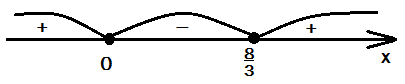 + − +
0 8/3 x